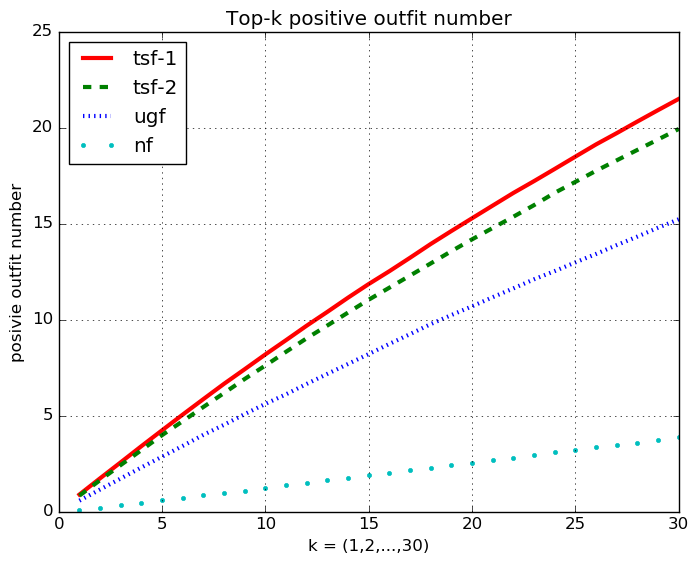 Top-k positive outfit number
25
20
15
10
5
0
posivie outfit number
tsf-1
tsf-2
ugf
nf
0 5 10 15 20 25 30
k = (1,2,...,30)